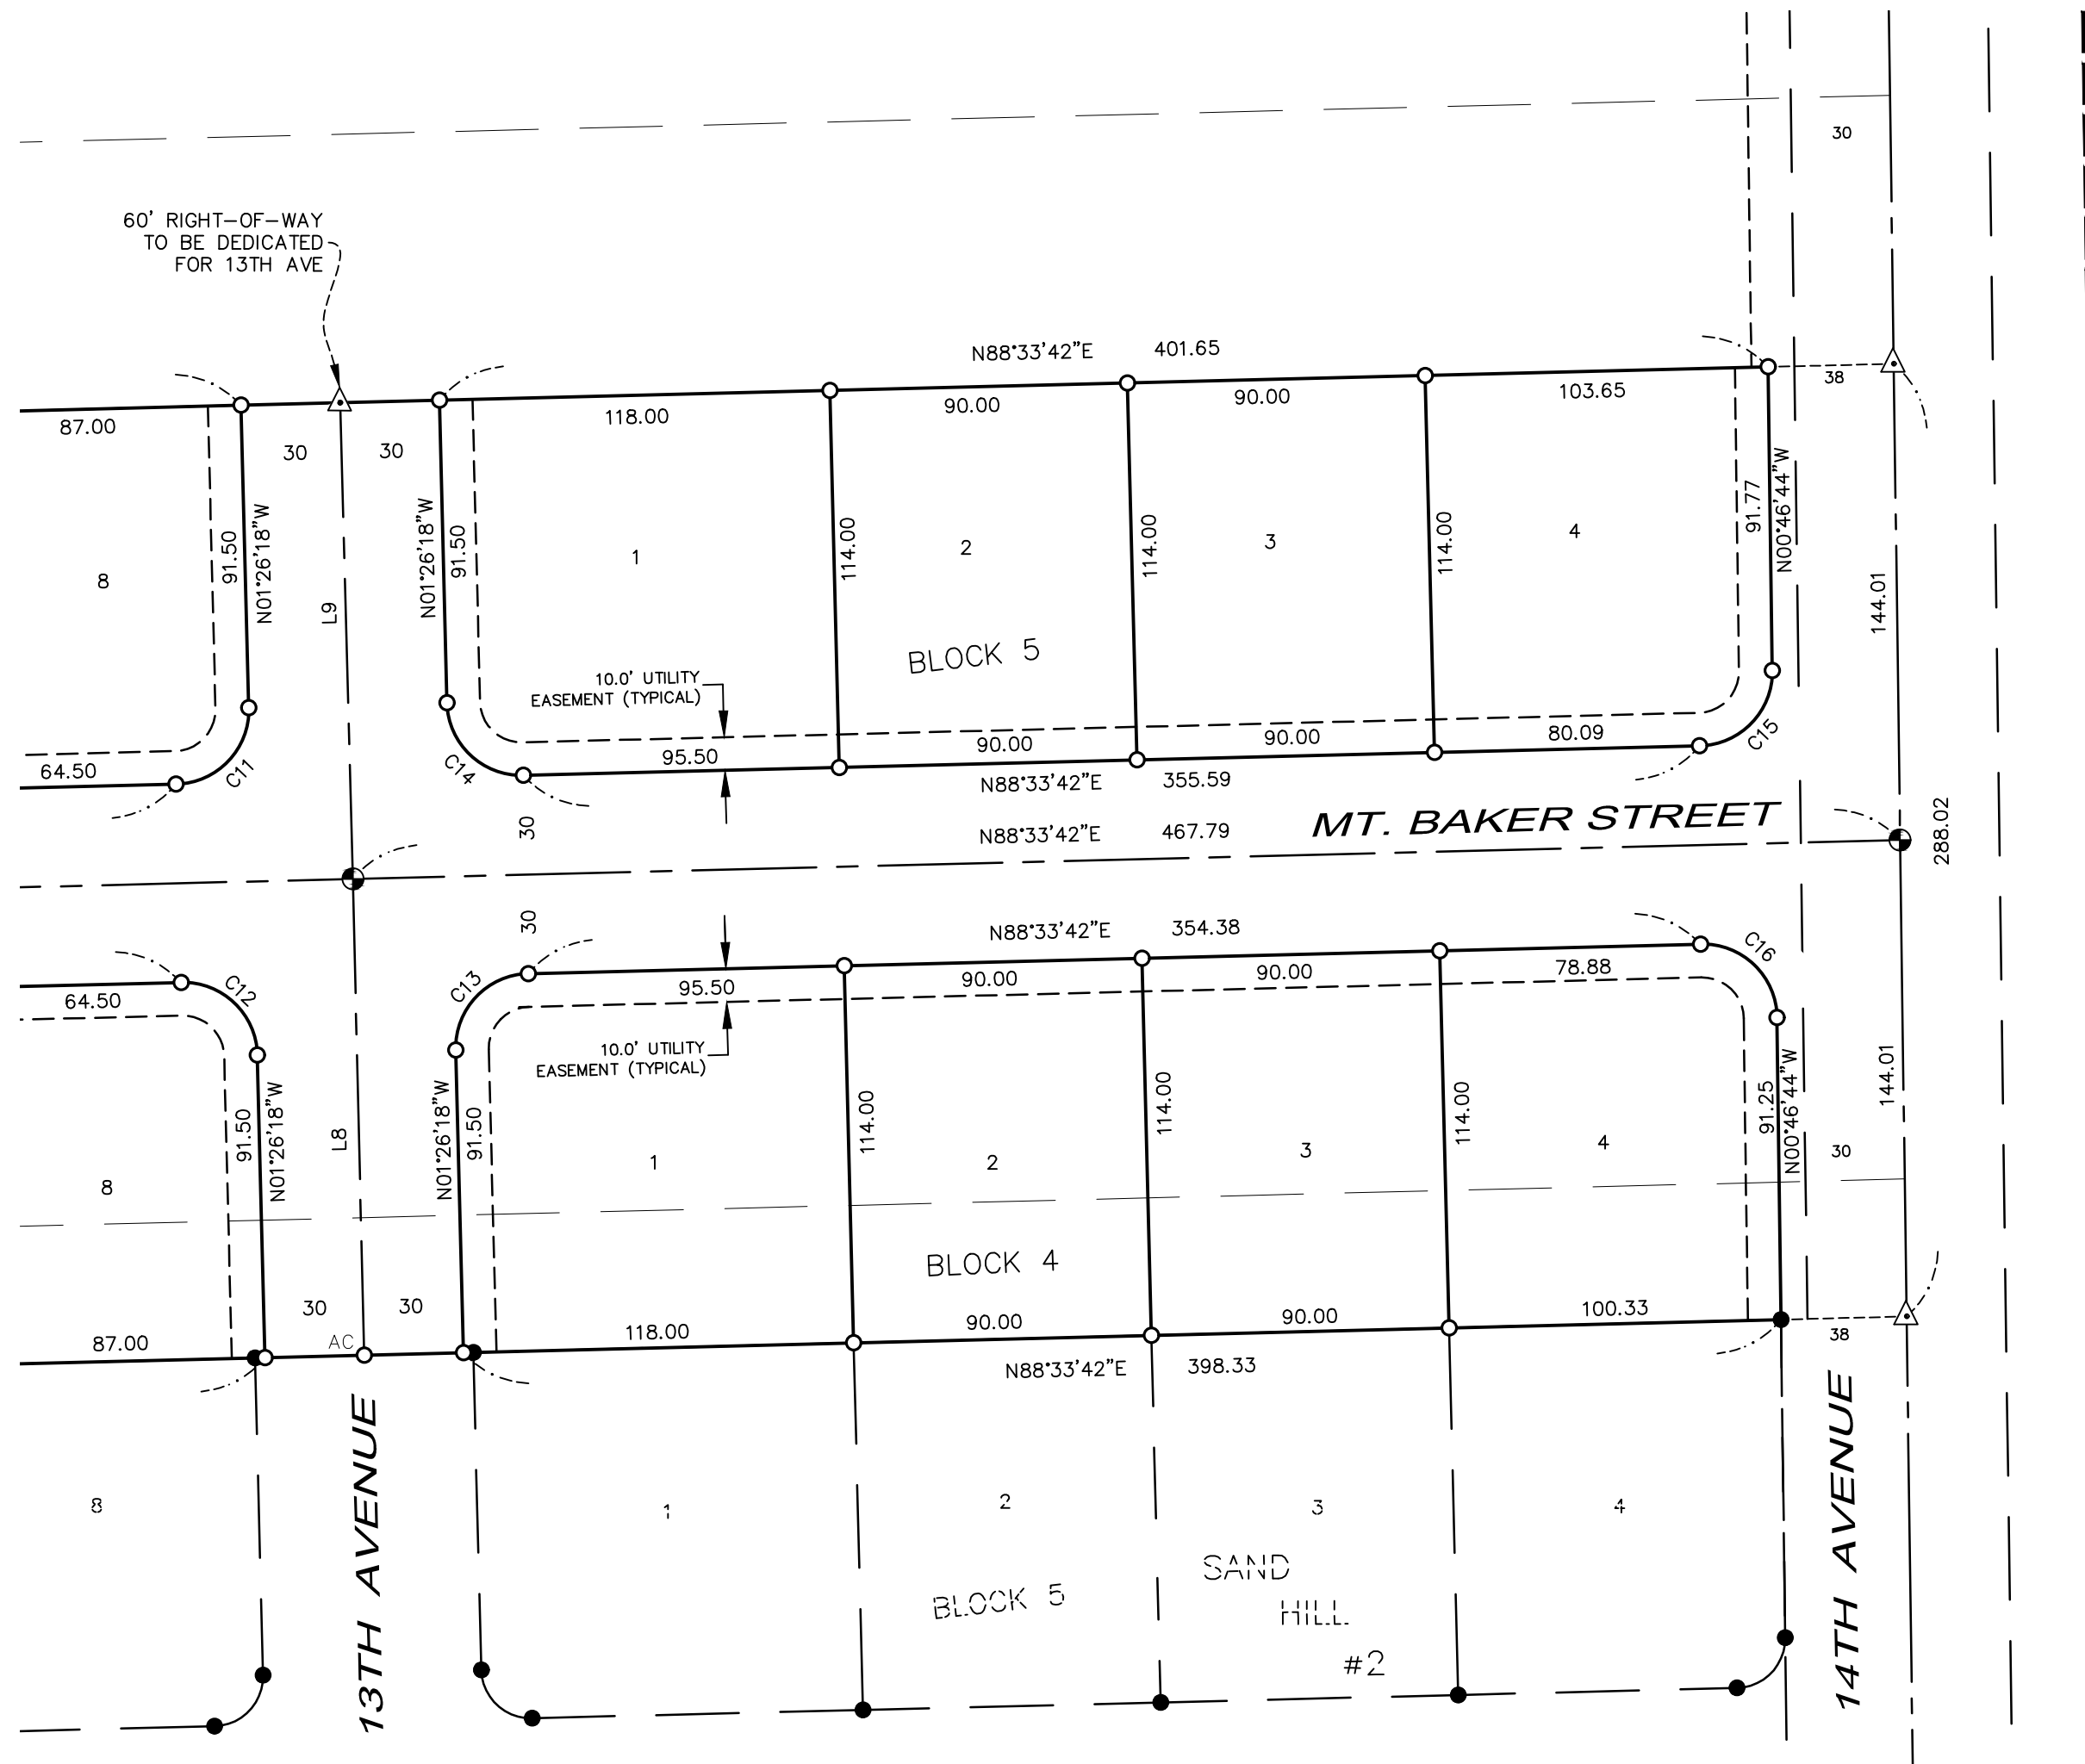 30
60' RIGHT-OF-WAY
TO BE DEDICATED
FOR 13TH AVE
N88°33'42"E 401.65
38
87.00
118.00
90.00
90.00
103.65
30
30
91.50
N01°26'18"W
N01°26'18"W
91.50
114.00
114.00
114.00
91.77
N00°46'44"W
8
L9
1
2
3
4
144.01
BLOCK 5
10.0' UTILITY
EASEMENT (TYPICAL)
64.50
C11
C14
95.50
90.00
90.00
80.09
C15
N88°33'42"E 355.59
30
N88°33'42"E 467.79
MT. BAKER STREET
288.02
30
N88°33'42"E 354.38
C12
C13
C16
64.50
95.50
90.00
90.00
78.88
10.0' UTILITY
EASEMENT (TYPICAL)
91.50
N01°26'18"W
L8
N01°26'18"W
91.50
114.00
114.00
114.00
91.25
N00°46'44"W
144.01
8
1
2
3
4
30
BLOCK 4
30
30
87.00
AC
118.00
90.00
90.00
100.33
38
N88°33'42"E 398.33
13TH AVENUE
14TH AVENUE
8
1
2
3
4
BLOCK 5
SAND
HILL
#2